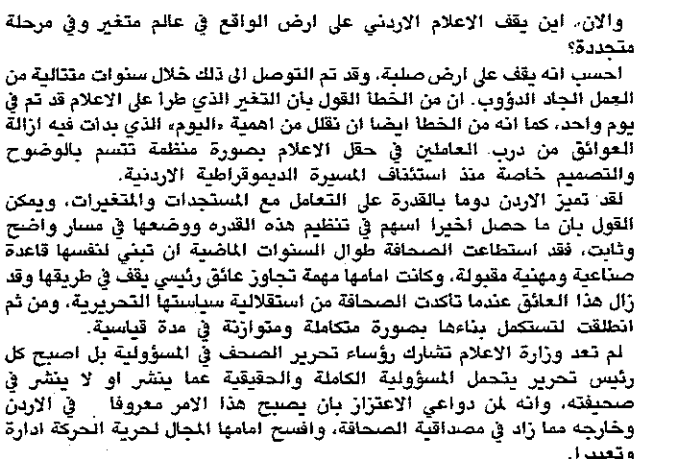 والان، اين يقف الاعلام الاردني على ارض الواقع في عالم متغير وفي مرحلة
متجددة؟
احسب انه يقف على ارض صلبة، وقد تم التوصل الى ذلك خلال سنوات متتالية من
العمل الجاد الدؤوب. ان من الخطأ القول بأن التغير الذي طرأ على الاعلام قد تم في
يوم واحد، كما انه من الخطأ ايضا ان نقلل من اهمية «اليوم» الذي بدأت فيه ازالة
العوائق من درب. العاملين في حقل الاعلام بصورة منظمة تتسم بالوضوح
والتصميم خاصة منذ استئناف المسيرة الديموقراطية الاردنية.
لقد تميز الاردن دوما بالقدرة على التعامل مع المستجدات والمتغيرات، ويمكن
القول بان ما حصل اخيرا اسهم في تنظيم هذه القدره ووضعها في مسار واضح
وثابت، فقد استطاعت الصحافة طوال السنوات الماضية ان تبني لنفسها قاعدة
صناعية ومهنية مقبولة، وكانت امامها مهمة تجاوز عائق رئيسي يقف في طريقها وقد
زال هذا العائق عندما تأكدت الصحافة من استقلالية سياستها التحريرية، ومن ثم
انطلقت لتستكمل بناءها بصورة متكاملة ومتوازنة في مدة قياسية.
لم تعد وزارة الاعلام تشارك رؤساء تحرير الصحف في المسؤولية بل اصبح كل
رئيس تحرير يتحمل المسؤولية الكاملة والحقيقية عما ينشر او لا ينشر في
صحيفته، وانه لمن دواعي الاعتزاز بان يصبح هذا الامر معروفا في الاردن
وخارجه مما زاد في مصداقية الصحافة، وافسح امامها المجال لحرية الحركة ادارة
وتعبيرا.